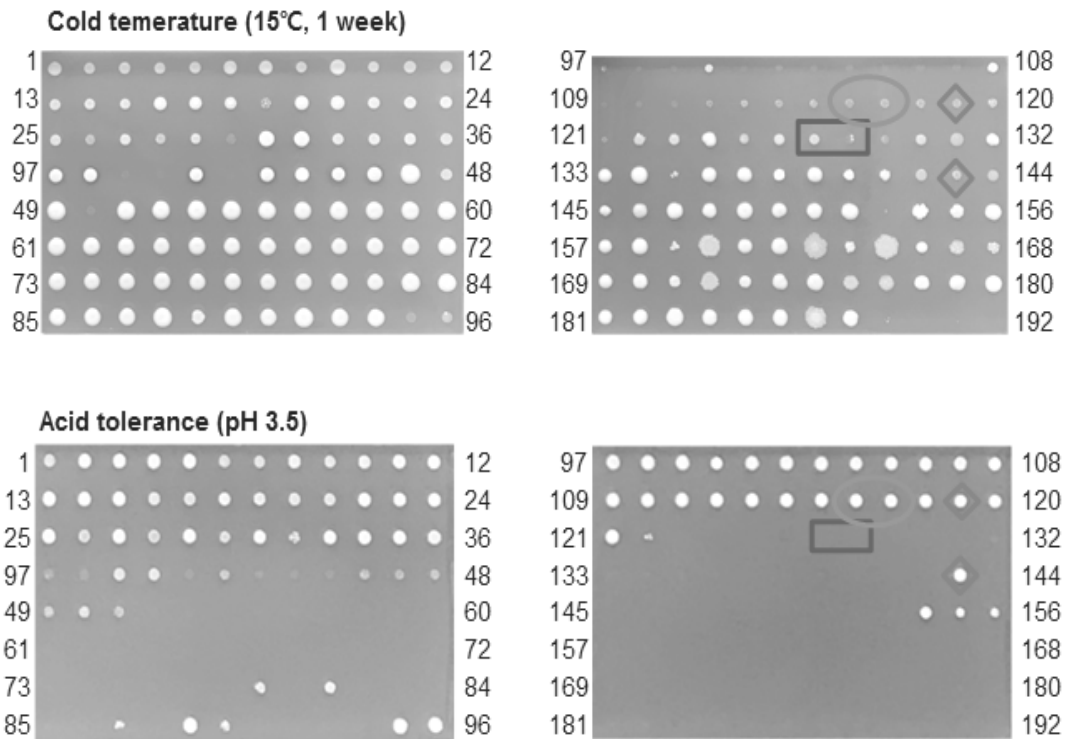 Cold temerature (15℃, 1 week)
1 12 97 108
13 24 109 120
25 36 121 132
97 48 133 144
49 60 145 156
61 72 157 168
73 84 169 180
85 96 181 192
Acid tolerance (pH 3.5)
1 12 97 108
13 24 109 120
25 36 121 132
97 48 133 144
49 60 145 156
61 72 157 168
73 84 169 180
85 96 181 192